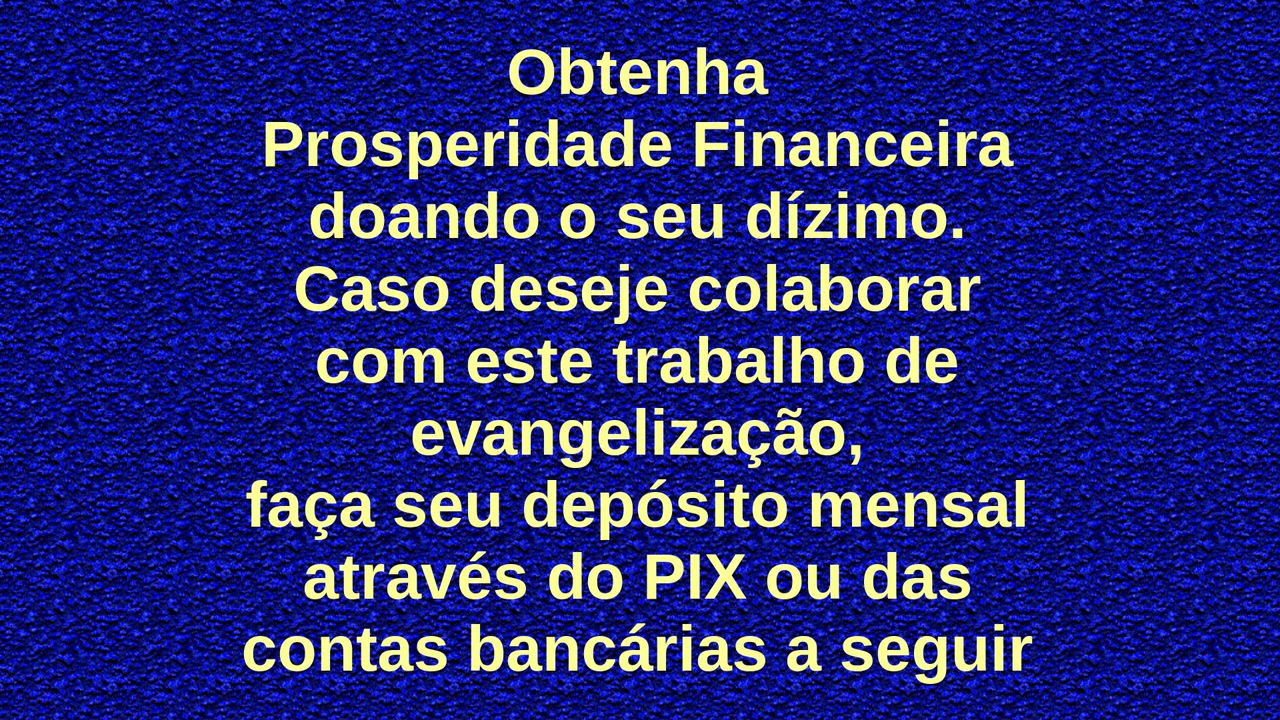 Obtenha
Prosperidade Financeira
doando o seu dízimo.
Caso deseje colaborar
com este trabalho de
evangelização,
faça seu depósito mensal
através do PIX ou das
contas bancárias a seguir